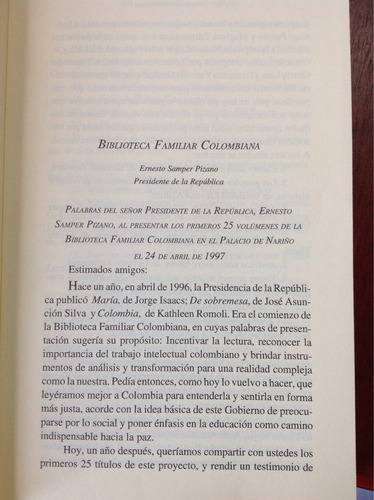 BIBLIOTECA FAMILIAR COLOMBIANA
Ernesto Samper Pizano
Presidente de la República
PALABRAS DEL SEÑOR PRESIDENTE DE LA REPÚBLICA, ERNESTO
SAMPER PIZANO, AL PRESENTAR LOS PRIMEROS 25 VOLÚMENES DE LA
BIBLIOTECA FAMILIAR COLOMBIANA EN EL PALACIO DE NARIÑO
EL 24 DE ABRIL DE 1997
Estimados amigos:
Hace un año, en abril de 1996, la Presidencia de la Repúbli-
ca publicó María, de Jorge Isaacs; De sobremesa, de José Asun-
ción Silva y Colombia, de Kathleen Romoli. Era el comienzo de
la Biblioteca Familiar Colombiana, en cuyas palabras de presen-
tación sugería su propósito: Incentivar la lectura, reconocer la
importancia del trabajo intelectual colombiano y brindar instru-
mentos de análisis y transformación para una realidad compleja
como la nuestra. Pedía entonces, como hoy lo vuelvo a hacer, que
leyéramos mejor a Colombia para entenderla y sentirla en forma
más justa, acorde con la idea básica de este Gobierno de preocu-
parse por lo social y poner énfasis en la educación como camino
indispensable hacia la paz.
Hoy, un año después, queríamos compartir con ustedes los
primeros 25 títulos de este proyecto, y rendir un testimonio de